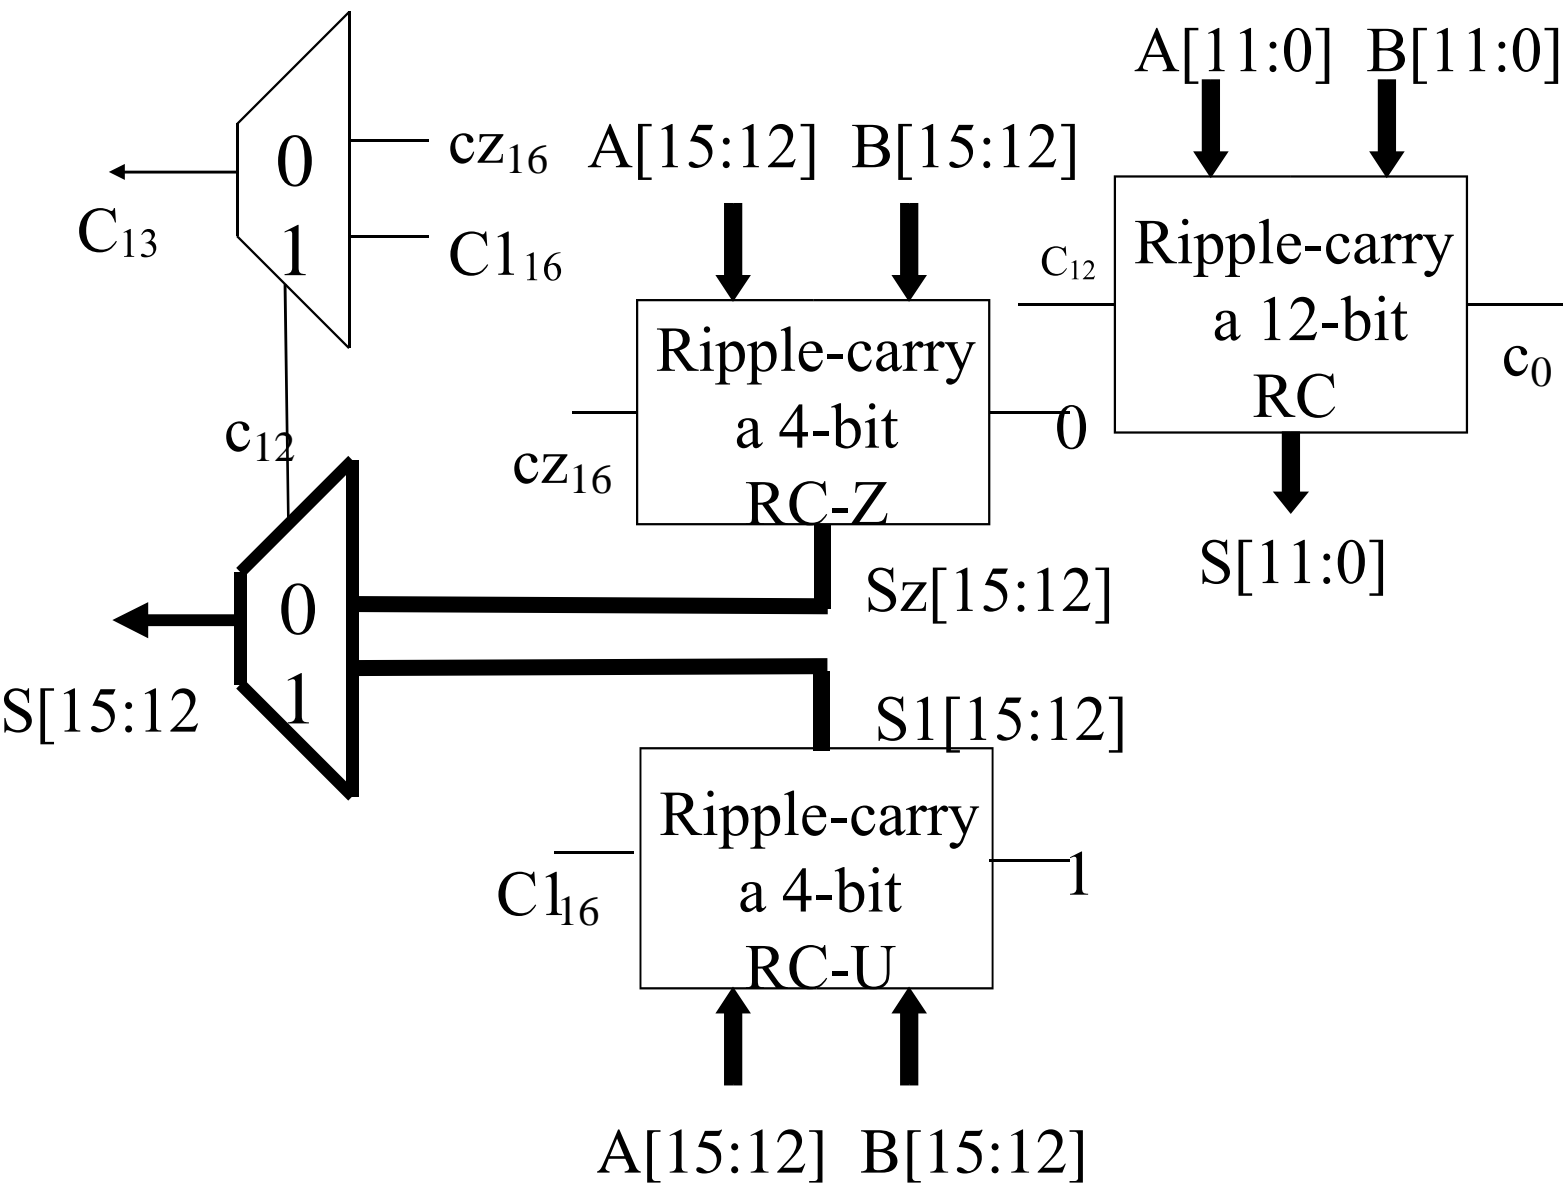 A[11:0] B[11:0]
0
1
cz16
C116
C13
A[15:12] B[15:12]
Ripple-carry
a 4-bit
RC-Z
cz16
0
C12
Ripple-carry
a 12-bit
RC
c0
S[11:0]
c12
0
1
S[15:12
Sz[15:12]
S1[15:12]
Ripple-carry
a 4-bit
RC-U
C116
1
A[15:12] B[15:12]